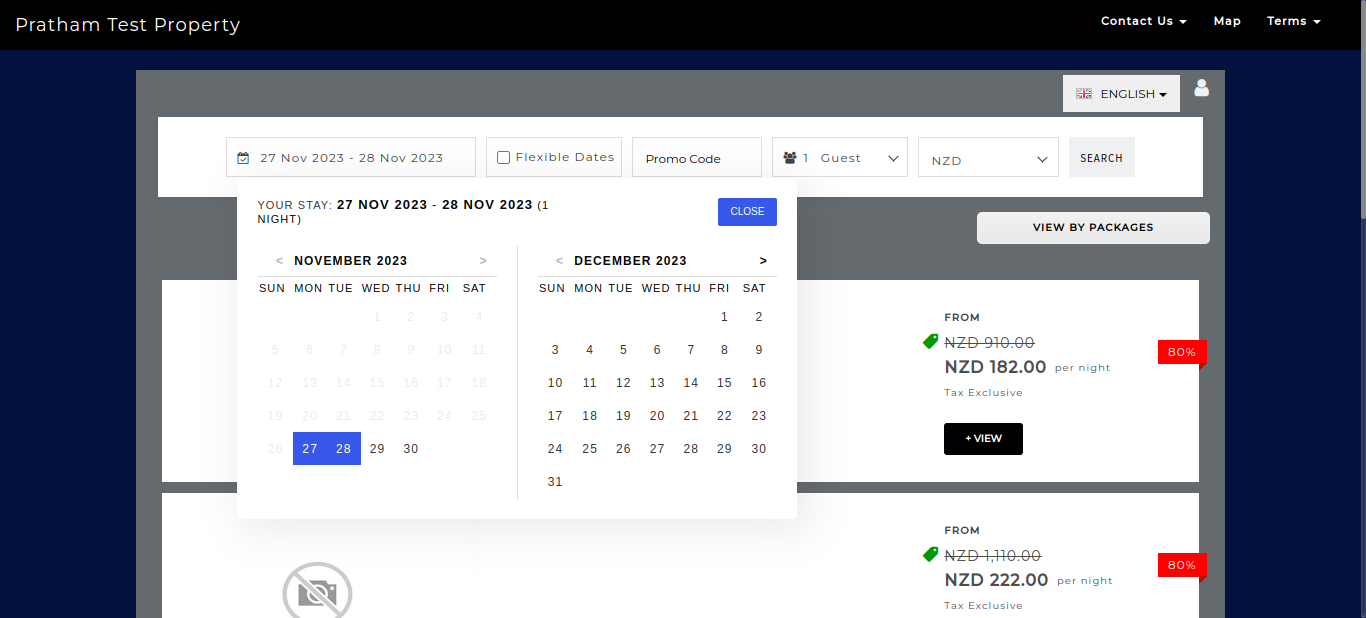 Pratham Test Property
Contact Us Map Terms
ENGLISH
27 Nov 2023 - 28 Nov 2023 Flexible Dates Promo Code 1 Guest NZD SEARCH
YOUR STAY: 27 NOV 2023 - 28 NOV 2023 (1
NIGHT)
CLOSE
VIEW BY PACKAGES
< NOVEMBER 2023 >
SUN MON TUE WED THU FRI SAT
1 2 3 4
5 6 7 8 9 10 11
12 13 14 15 16 17 18
19 20 21 22 23 24 25
26 27 28 29 30
< DECEMBER 2023 >
SUN MON TUE WED THU FRI SAT
1 2
3 4 5 6 7 8 9
10 11 12 13 14 15 16
17 18 19 20 21 22 23
24 25 26 27 28 29 30
31
FROM
NZD 910.00
NZD 182.00 per night
Tax Exclusive
80%
+ VIEW
FROM
NZD 1,110.00
NZD 222.00 per night
Tax Exclusive
80%